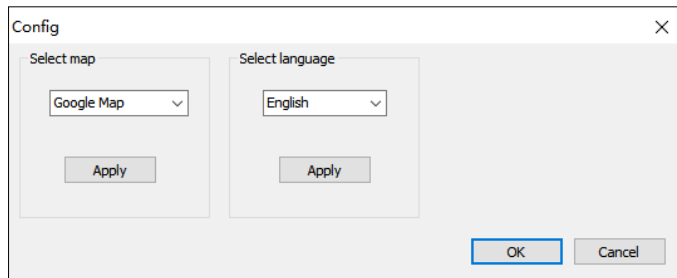 Config
Select map
Select language
Google Map
English
Apply
Apply
OK
Cancel